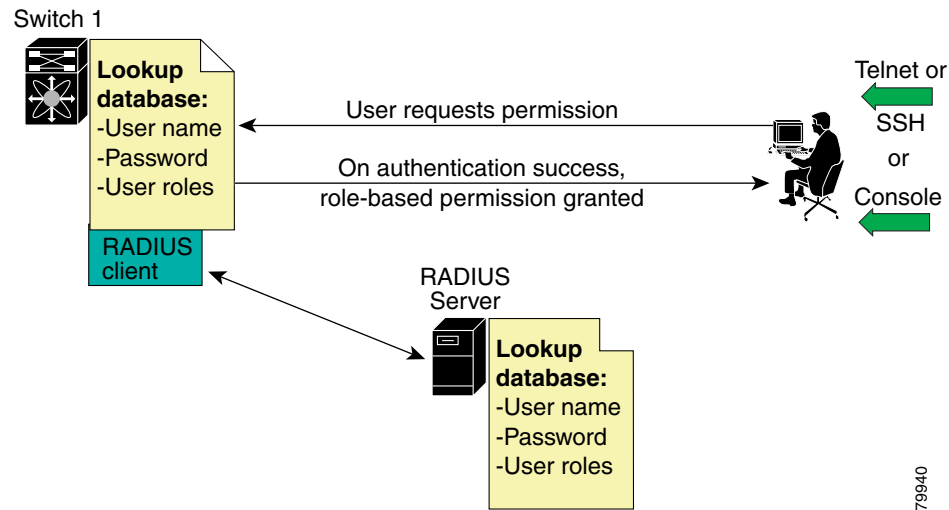 Switch 1
Lookup
database:
-User name
-Password
-User roles
RADIUS
client
User requests permission
On authentication success,
role-based permission granted
Telnet or
SSH
or
Console
RADIUS
Server
Lookup
database:
-User name
-Password
-User roles
79940